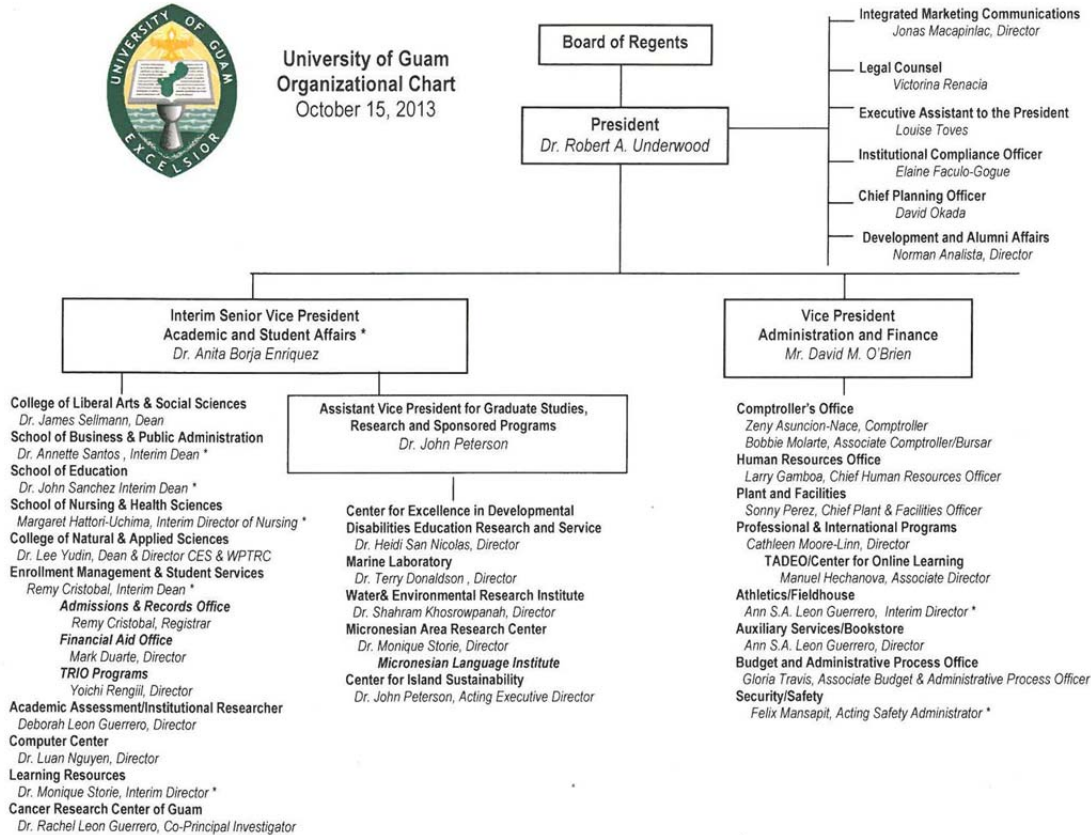 UNIVERSITY OF GUAM
EXCELSIOR
University of Guam
Organizational Chart
October 15, 2013
Board of Regents
President
Dr. Robert A. Underwood
Integrated Marketing Communications
Jonas Macapinlac, Director
Legal Counsel
Victorina Renacia
Executive Assistant to the President
Louise Toves
Institutional Compliance Officer
Elaine Faculo-Gogue
Chief Planning Officer
David Okada
Development and Alumni Affairs
Norman Analista, Director
Interim Senior Vice President
Academic and Student Affairs *
Dr. Anita Borja Enriquez
College of Liberal Arts & Social Sciences
Dr. James Sellmann, Dean
School of Business & Public Administration
Dr. Annette Santos , Interim Dean *
School of Education
Dr. John Sanchez Interim Dean *
School of Nursing & Health Sciences
Margaret Hattori-Uchima, Interim Director of Nursing *
College of Natural & Applied Sciences
Dr. Lee Yudin, Dean & Director CES & WPTRC
Enrollment Management & Student Services
Remy Cristobal, Interim Dean *
Admissions & Records Office
Remy Cristobal, Registrar
Financial Aid Office
Mark Duarte, Director
TRIO Programs
Yoichi Rengiil, Director
Academic Assessment/Institutional Researcher
Deborah Leon Guerrero, Director
Computer Center
Dr. Luan Nguyen, Director
Learning Resources
Dr. Monique Storie, Interim Director *
Cancer Research Center of Guam
Dr. Rachel Leon Guerrero, Co-Principal Investigator
Assistant Vice President for Graduate Studies,
Research and Sponsored Programs
Dr. John Peterson
Center for Excellence in Developmental
Disabilities Education Research and Service
Dr. Heidi San Nicolas, Director
Marine Laboratory
Dr. Terry Donaldson , Director
Water& Environmental Research Institute
Dr. Shahram Khosrowpanah, Director
Micronesian Area Research Center
Dr. Monique Storie, Director
Micronesian Language Institute
Center for Island Sustainability
Dr. John Peterson, Acting Executive Director
Vice President
Administration and Finance
Mr. David M. O'Brien
Comptroller's Office
Zeny Asuncion-Nace, Comptroller
Bobbie Molarte, Associate Comptroller/Bursar
Human Resources Office
Larry Gamboa, Chief Human Resources Officer
Plant and Facilities
Sonny Perez, Chief Plant & Facilities Officer
Professional & International Programs
Cathleen Moore-Linn, Director
TADEO/Center for Online Learning
Manuel Hechanova, Associate Director
Athletics/Fieldhouse
Ann S.A. Leon Guerrero, Interim Director *
Auxiliary Services/Bookstore
Ann S.A. Leon Guerrero, Director
Budget and Administrative Process Office
Gloria Travis, Associate Budget & Administrative Process Officer
Security/Safety
Felix Mansapit, Acting Safety Administrator *